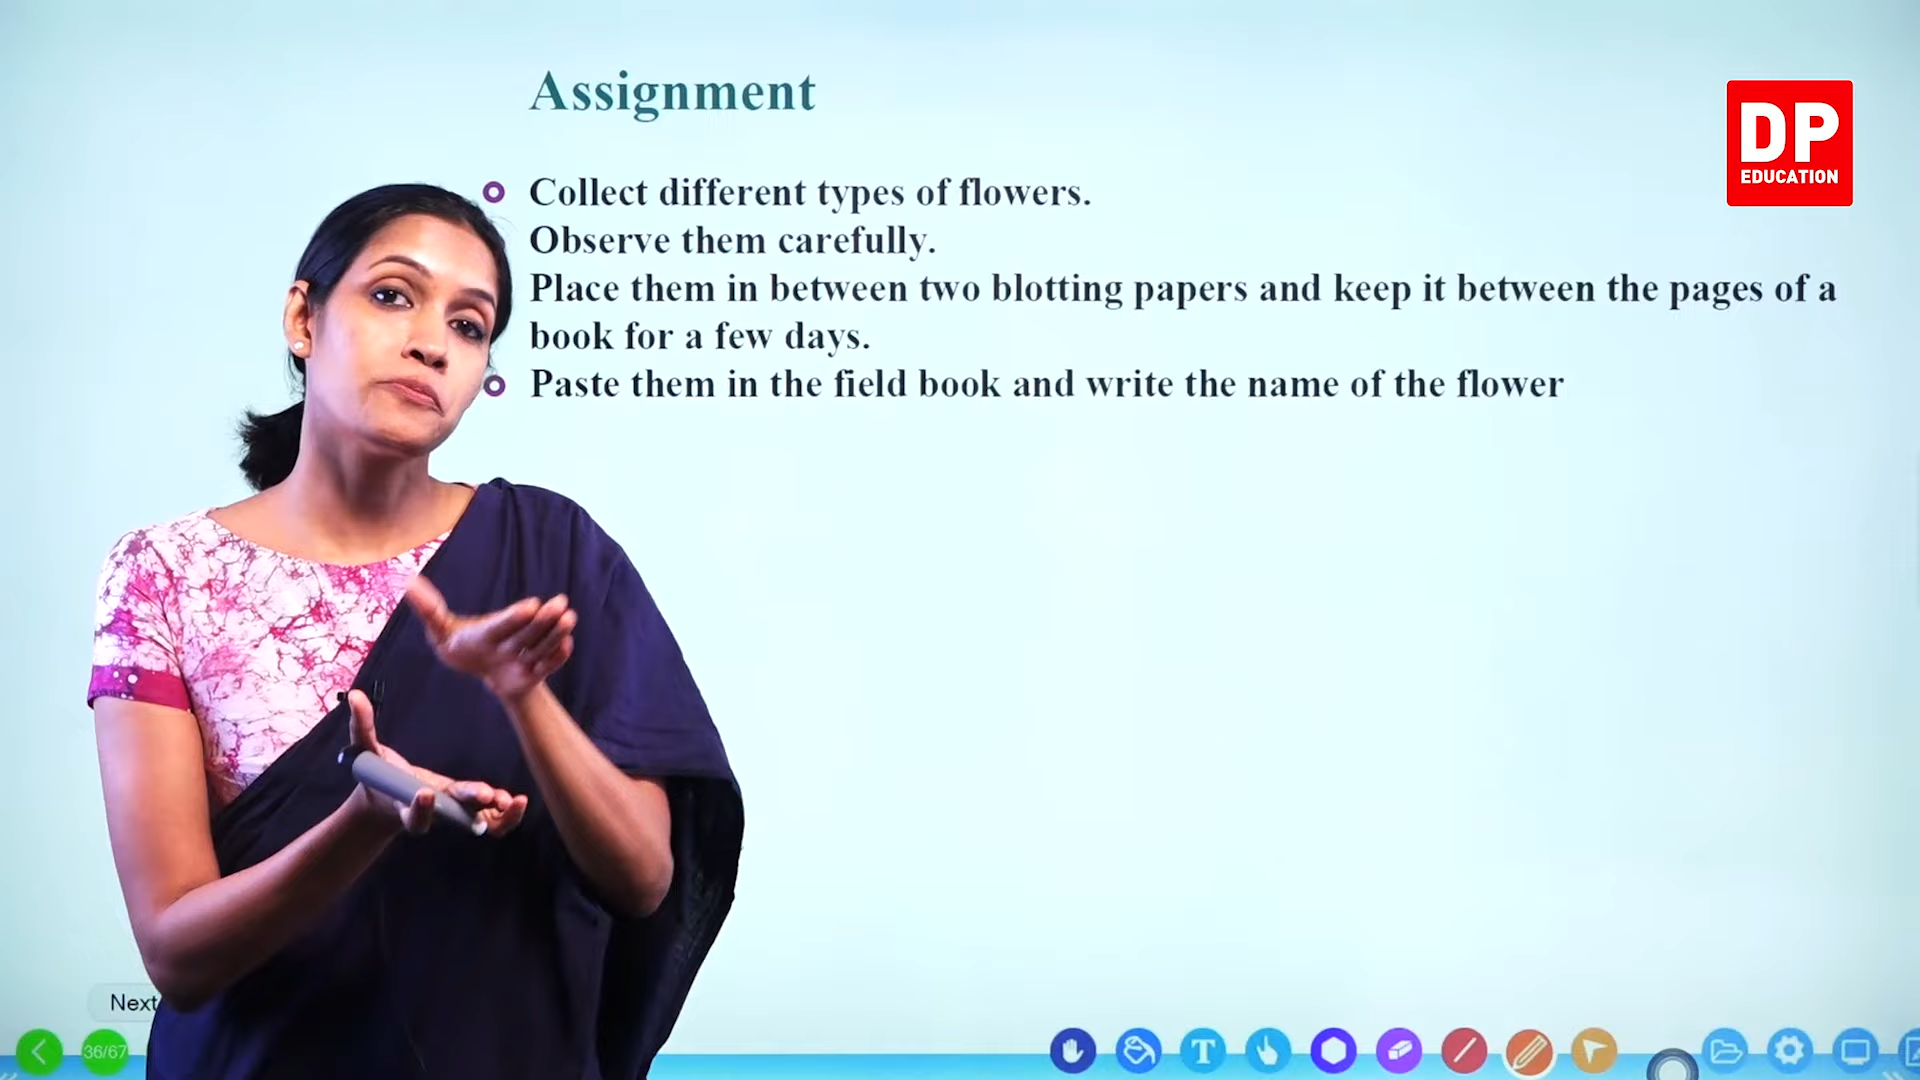 Assignment
DP
EDUCATION
Collect different types of flowers.
Observe them carefully.
Place them in between two blotting papers and keep it between the pages of a
book for a few days.
Paste them in the field book and write the name of the flower
Next
36/67
T